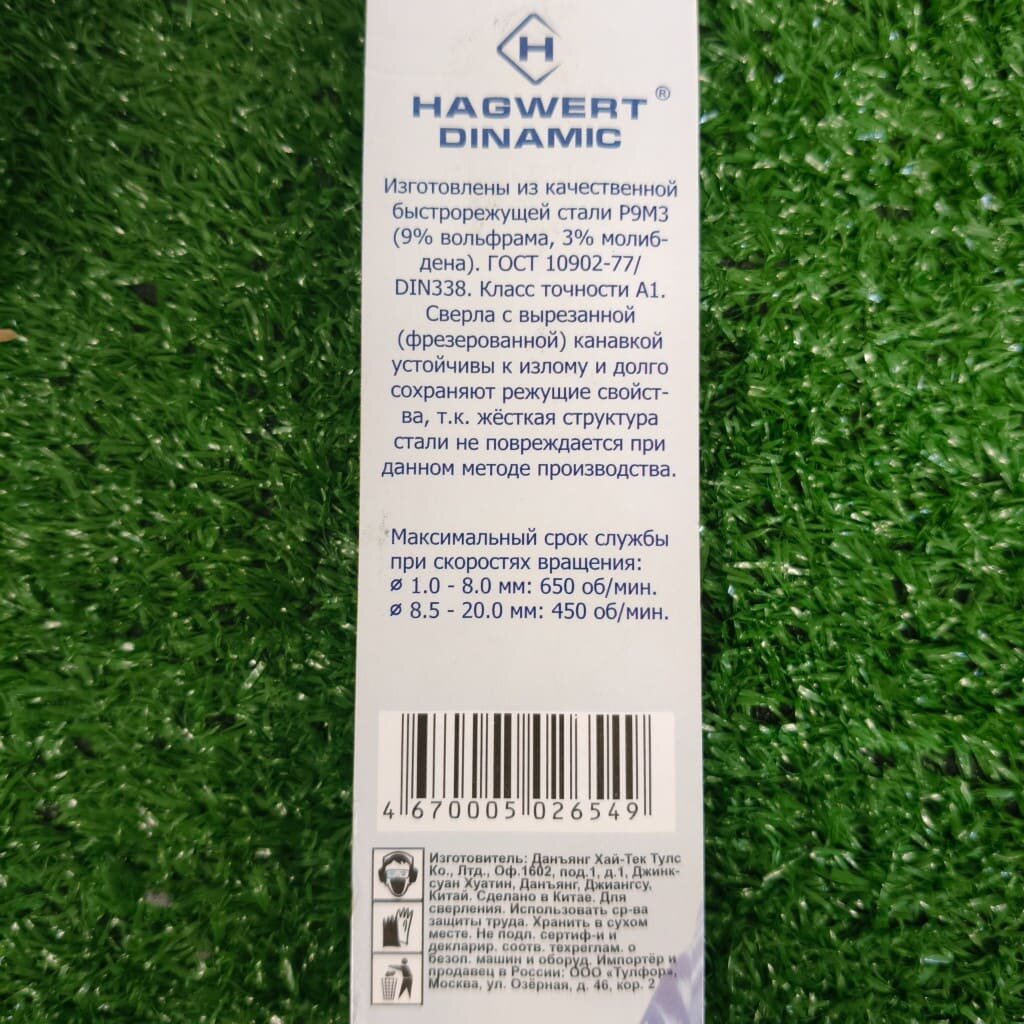 H
HAGWERT ®
DINAMIC
Изготовлены из качественной
быстрорежущей стали Р9М3
(9% вольфрама, 3% молиб-
дена). ГОСТ 10902-77/
DIN338. Класс точности А1.
Сверла с вырезанной
(фрезерованной) канавкой
устойчивы к излому и долго
сохраняют режущие свойст-
ва, т.к. жёсткая структура
стали не повреждается при
данном методе производства.
Максимальный срок службы
при скоростях вращения:
ø 1.0 - 8.0 мм: 650 об/мин.
ø 8.5 - 20.0 мм: 450 об/мин.
4 670005 026549
Изготовитель: Данъянг Хай-Тек Тулс
Ко., Лтд., Оф.1602, под.1, д.1, Джинк-
суан Хуатин, Данъянг, Джиангсу,
Китай. Сделано в Китае. Для
сверления. Использовать ср-ва
защиты труда. Хранить в сухом
месте. Не подл. сертиф-и и
декларир. соотв. техреглам. о
безоп. машин и оборуд. Импортёр и
продавец в России: ООО «Тулфор»,
Москва, ул. Озёрная, д. 46, кор. 2